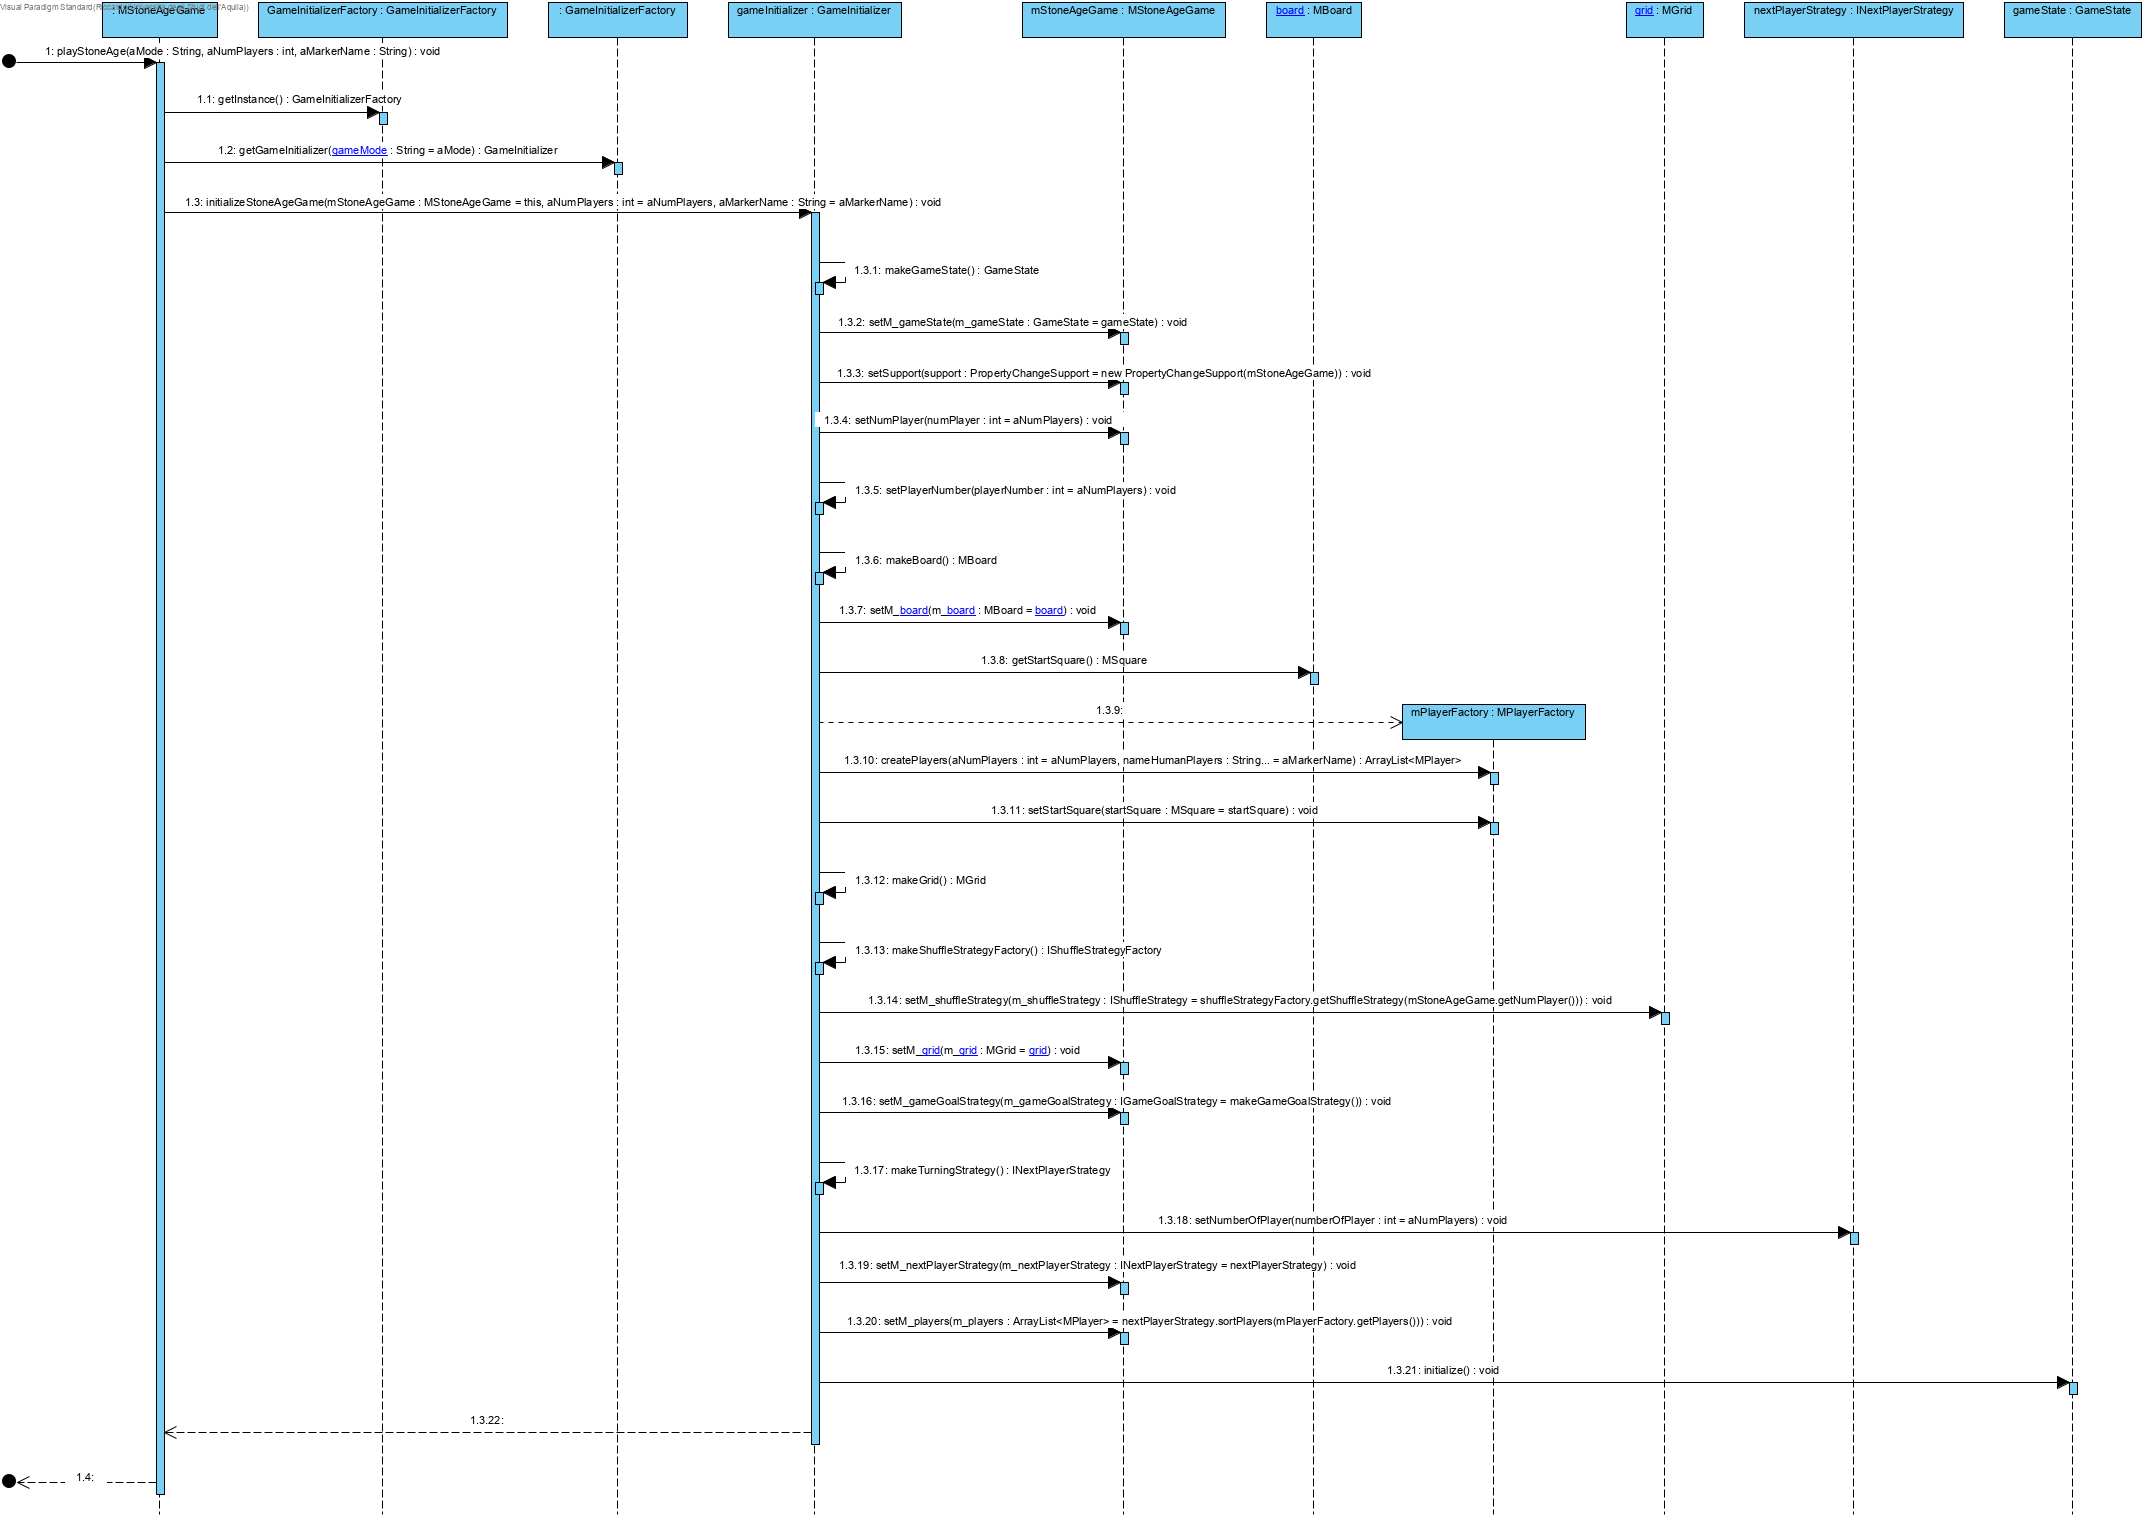 Visual Paradigm Standard(Riccardo
: MStoneAgeGame
GameInitializerFactory : GameInitializerFactory
: GameInitializerFactory
gameInitializer : GameInitializer
mStoneAgeGame : MStoneAgeGame
board : MBoard
grid : MGrid
nextPlayerStrategy : INextPlayerStrategy
gameState : GameState
1: playStoneAge(aMode : String, aNumPlayers : int, aMarkerName : String) : void
1.1: getInstance() : GameInitializerFactory
1.2: getGameInitializer(gameMode : String = aMode) : GameInitializer
1.3: initializeStoneAgeGame(mStoneAgeGame : MStoneAgeGame = this, aNumPlayers : int = aNumPlayers, aMarkerName : String = aMarkerName) : void
1.3.1: makeGameState() : GameState
1.3.2: setM_gameState(m_gameState : GameState = gameState) : void
1.3.3: setSupport(support : PropertyChangeSupport = new PropertyChangeSupport(mStoneAgeGame)) : void
1.3.4: setNumPlayer(numPlayer : int = aNumPlayers) : void
1.3.5: setPlayerNumber(playerNumber : int = aNumPlayers) : void
1.3.6: makeBoard() : MBoard
1.3.7: setM_board(m_board : MBoard = board) : void
1.3.8: getStartSquare() : MSquare
1.3.9:
mPlayerFactory : MPlayerFactory
1.3.10: createPlayers(aNumPlayers : int = aNumPlayers, nameHumanPlayers : String... = aMarkerName) : ArrayList<MPlayer>
1.3.11: setStartSquare(startSquare : MSquare = startSquare) : void
1.3.12: makeGrid() : MGrid
1.3.13: makeShuffleStrategyFactory() : IShuffleStrategyFactory
1.3.14: setM_shuffleStrategy(m_shuffleStrategy : IShuffleStrategy = shuffleStrategyFactory.getShuffleStrategy(mStoneAgeGame.getNumPlayer())) : void
1.3.15: setM_grid(m_grid : MGrid = grid) : void
1.3.16: setM_gameGoalStrategy(m_gameGoalStrategy : IGameGoalStrategy = makeGameGoalStrategy()) : void
1.3.17: makeTurningStrategy() : INextPlayerStrategy
1.3.18: setNumberOfPlayer(numberOfPlayer : int = aNumPlayers) : void
1.3.19: setM_nextPlayerStrategy(m_nextPlayerStrategy : INextPlayerStrategy = nextPlayerStrategy) : void
1.3.20: setM_players(m_players : ArrayList<MPlayer> = nextPlayerStrategy.sortPlayers(mPlayerFactory.getPlayers())) : void
1.3.21: initialize() : void
1.3.22:
1.4: